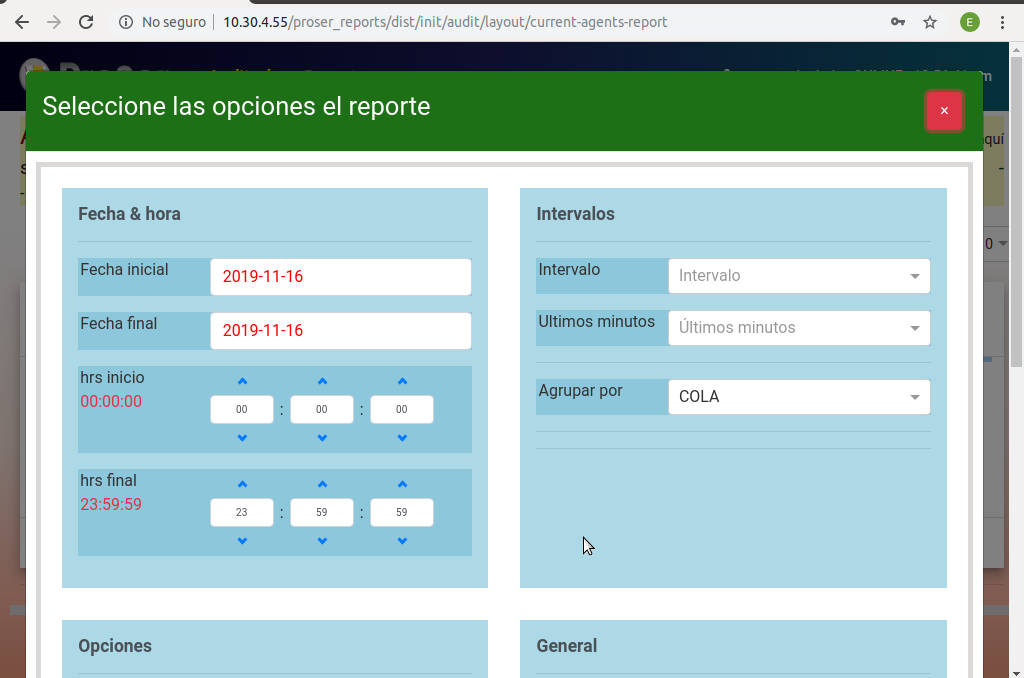 No seguro
10.30.4.55/proser_reports/dist/init/audit/layout/current-agents-report
E
Seleccione las opciones el reporte
×
aquí
Fecha & hora
Fecha inicial
2019-11-16
Fecha final
2019-11-16
hrs inicio
00:00:00
00 : 00 : 00
hrs final
23:59:59
23 : 59 : 59
Intervalos
Intervalo
Intervalo
Ultimos minutos
Últimos minutos
Agrupar por
COLA
0
Opciones
General